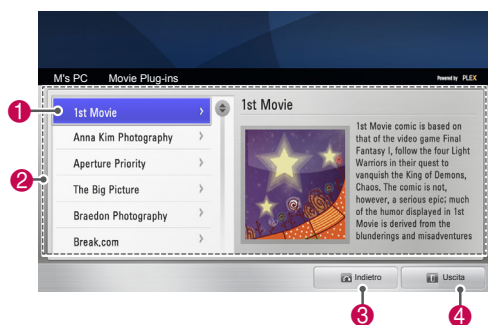 M's PC Movie Plug-ins
Powered by PLEX
1
1st Movie
Anna Kim Photography
Aperture Priority
2
The Big Picture
Braedon Photography
Break.com
1st Movie
1st Movie comic is based on
that of the video game Final
Fantasy I, follow the four Light
Warriors in their quest to
vanquish the King of Demons,
Chaos. The comic is not,
however, a serious epic; much
of the humor displayed in 1st
Movie is derived from the
blunderings and misadventures
Indietro
Uscita
3
4